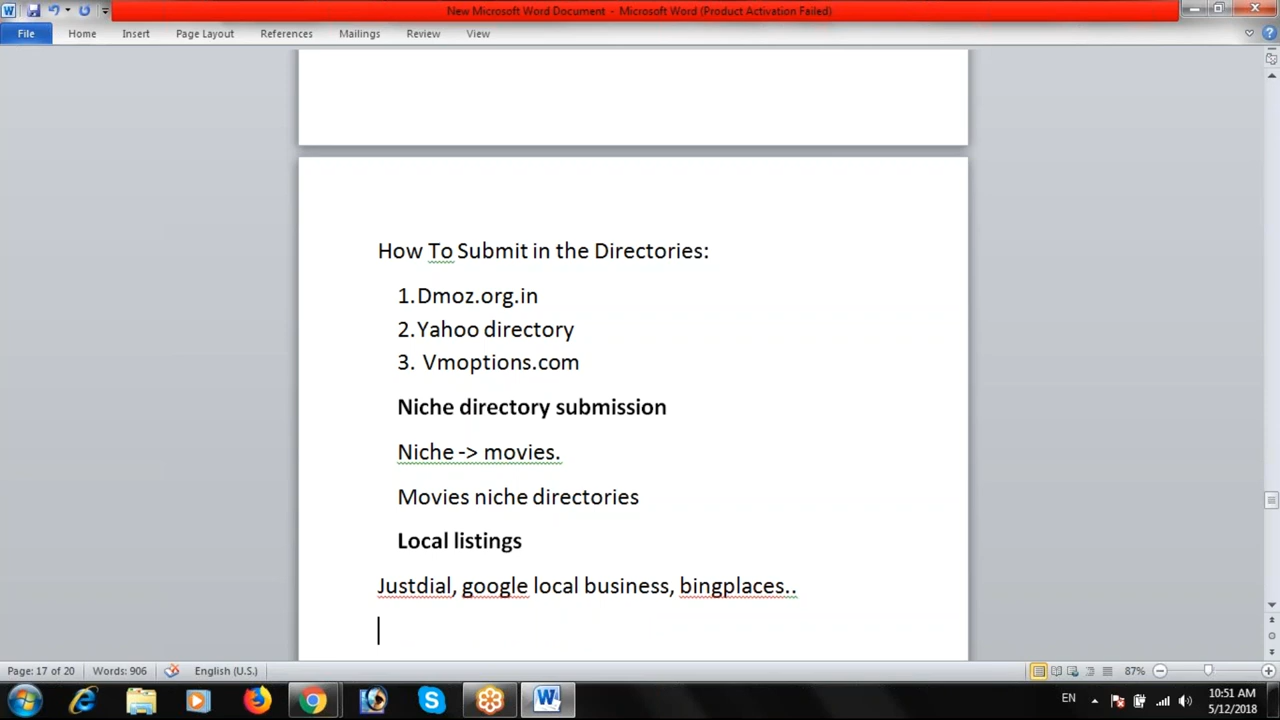 New Microsoft Word Document - Microsoft Word (Product Activation Failed)
File Home Insert Page Layout References Mailings Review View
How To Submit in the Directories:
1.Dmoz.org.in
2.Yahoo directory
3. Vmoptions.com
Niche directory submission
Niche -> movies.
Movies niche directories
Local listings
Justdial, google local business, bingplaces..
Page: 17 of 20 Words: 906 English (U.S.) 87%
EN 10:51 AM
5/12/2018